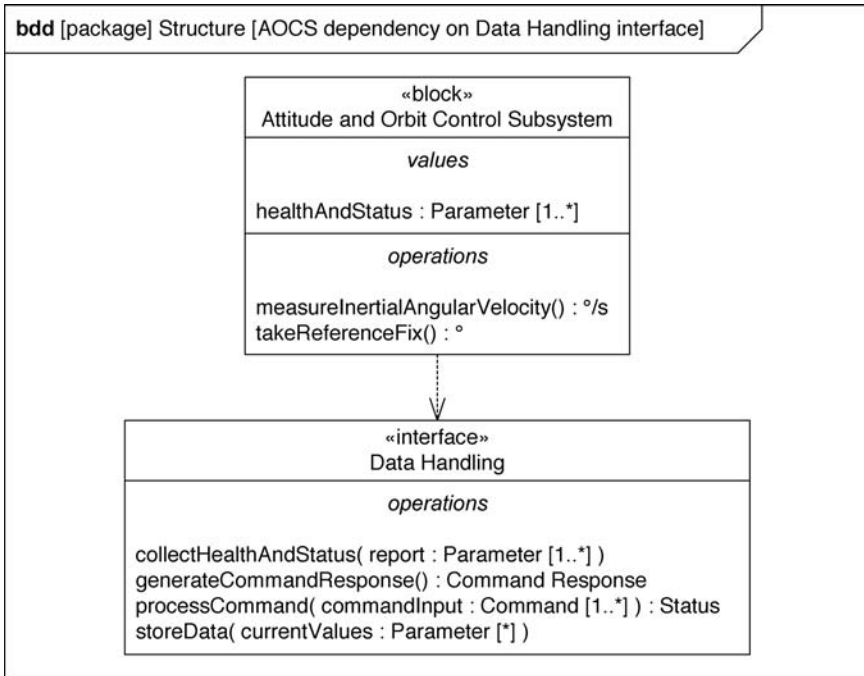 bdd [package] Structure [AOCS dependency on Data Handling interface]
«block»
Attitude and Orbit Control Subsystem
values
healthAndStatus : Parameter [1..*]
operations
measureInertialAngularVelocity() : °/s
takeReferenceFix() : °
«interface»
Data Handling
operations
collectHealthAndStatus( report : Parameter [1..*] )
generateCommandResponse() : Command Response
processCommand( commandInput : Command [1..*] ) : Status
storeData( currentValues : Parameter [*] )